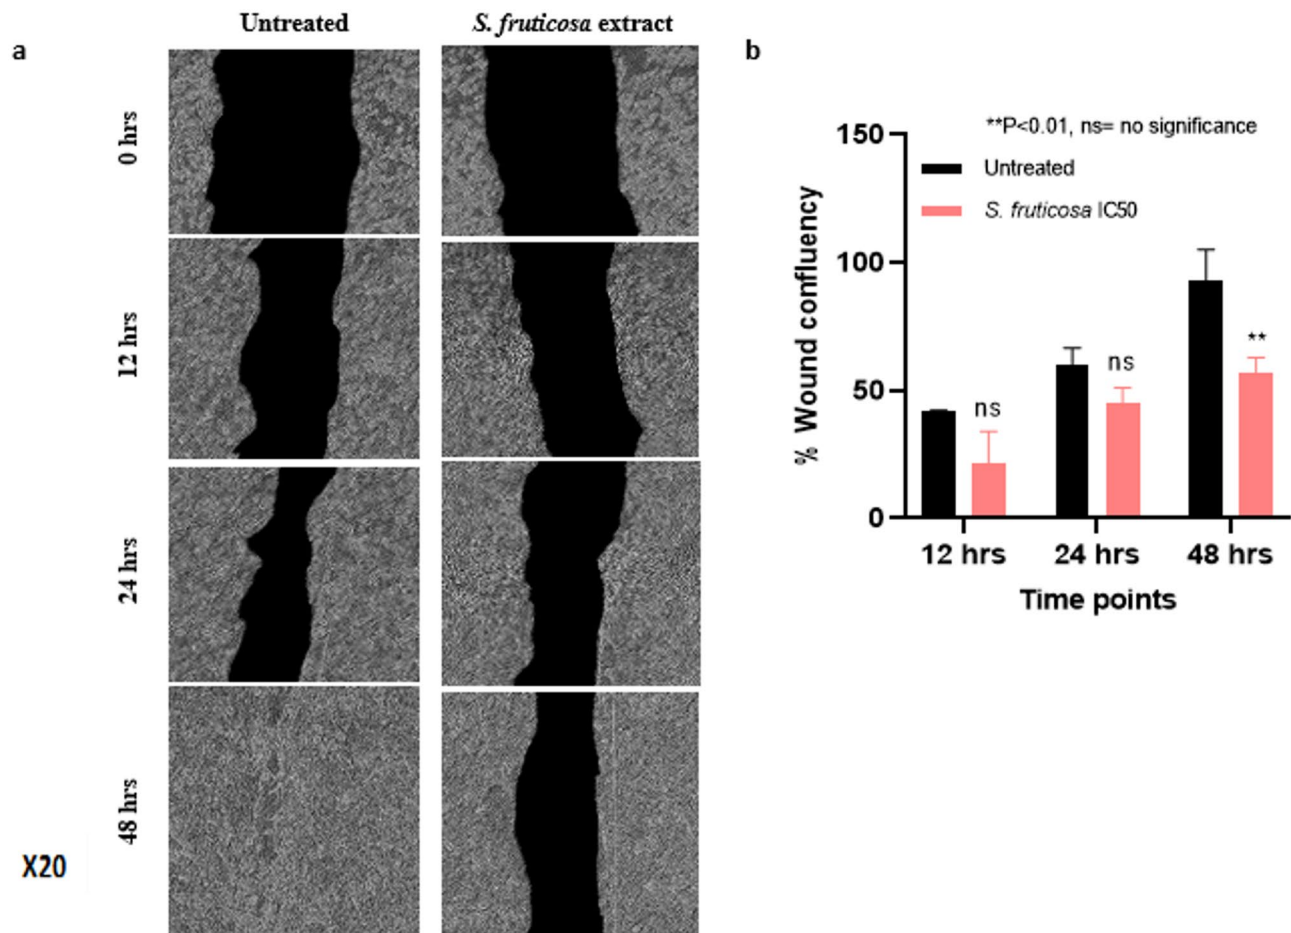 a
Untreated
S. fruticosa extract
0 hrs
12 hrs
24 hrs
48 hrs
X20
b
**P<0.01, ns= no significance
Untreated
S. fruticosa IC50
% Wound confluency
150
100
50
0
ns
ns
**
12 hrs
24 hrs
48 hrs
Time points